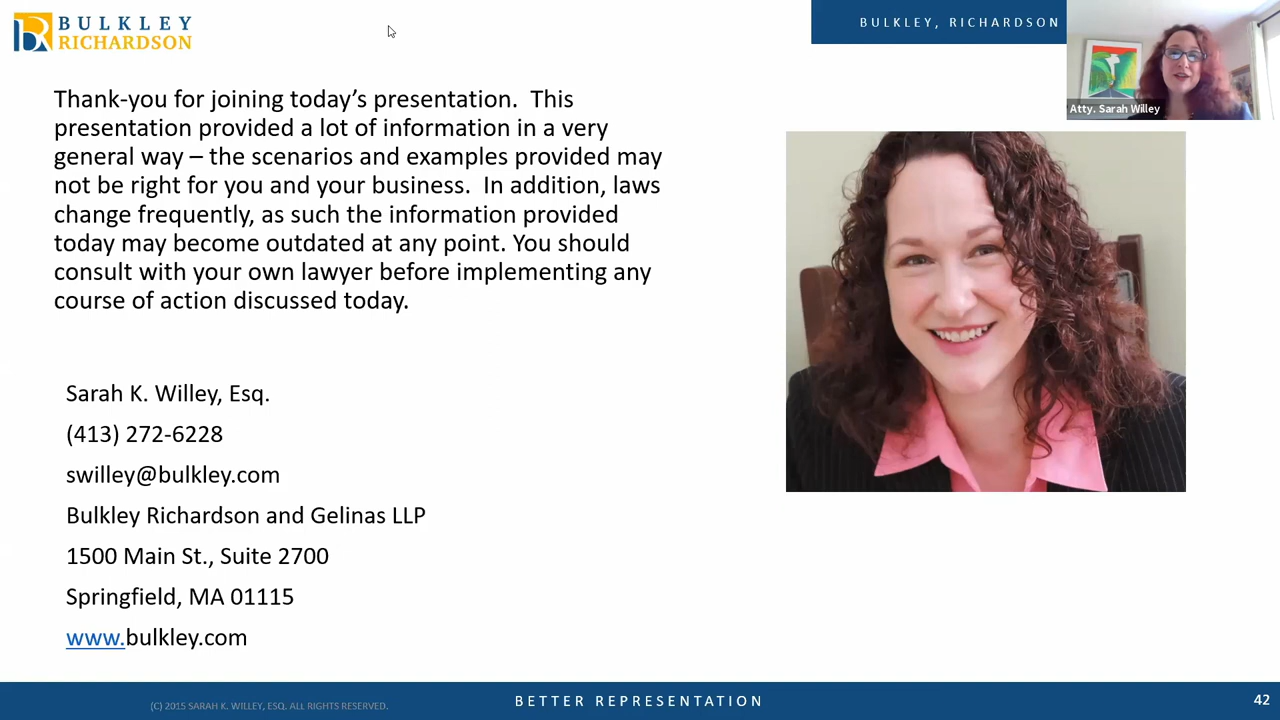 BULKLEY
RICHARDSON
BULKLEY, RICHARDSON
Atty. Sarah Willey
Thank-you for joining today’s presentation.  This
presentation provided a lot of information in a very
general way – the scenarios and examples provided may
not be right for you and your business.  In addition, laws
change frequently, as such the information provided
today may become outdated at any point. You should
consult with your own lawyer before implementing any
course of action discussed today.
Sarah K. Willey, Esq.
(413) 272-6228
swilley@bulkley.com
Bulkley Richardson and Gelinas LLP
1500 Main St., Suite 2700
Springfield, MA 01115
www.bulkley.com
(C) 2015 SARAH K. WILLEY, ESQ. ALL RIGHTS RESERVED.
BETTER REPRESENTATION
42